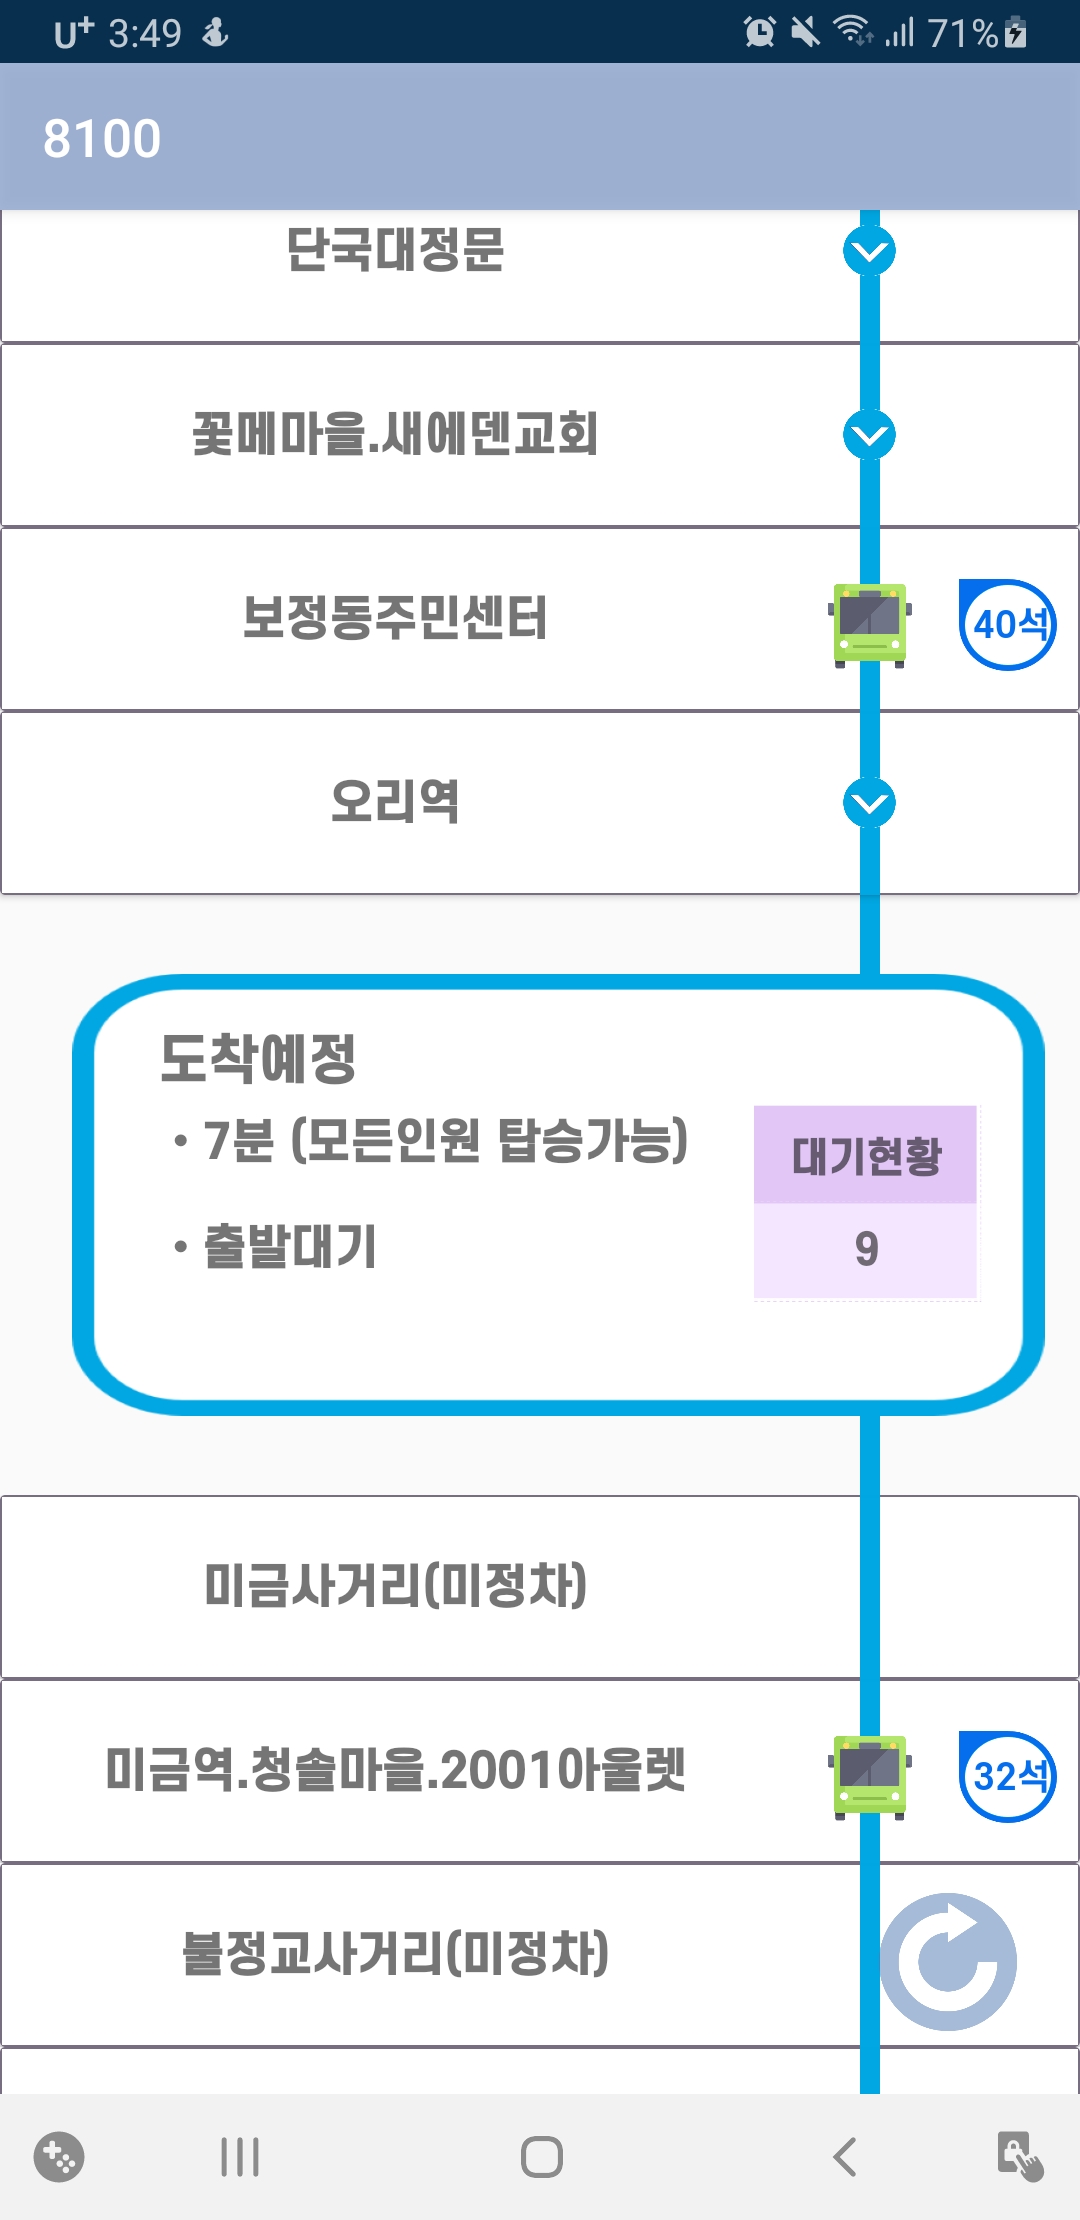 U+ 3:49 71%
8100
단국대정문
꽃메마을.새에덴교회
보정동주민센터
40석
오리역
도착예정
• 7분 (모든인원 탑승가능)
• 출발대기
대기현황
9
미금사거리(미정차)
미금역.청솔마을.2001아울렛
32석
불정교사거리(미정차)